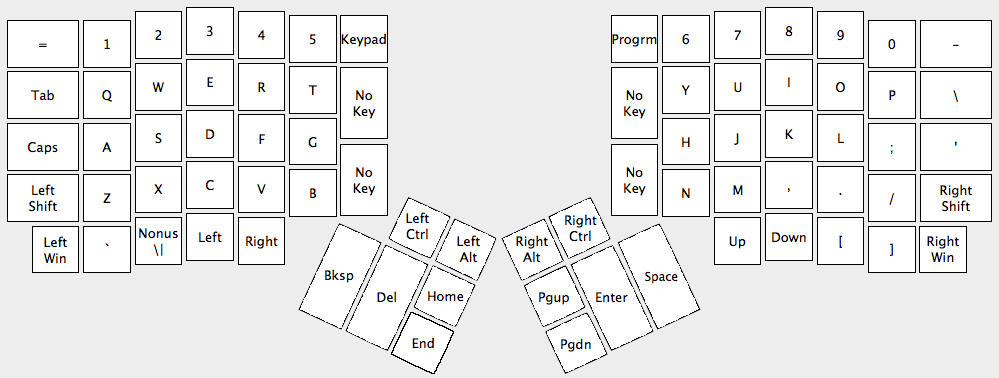 = 1 2 3 4 5 Keypad
Progrm 6 7 8 9 0 -
Tab Q W E R T No
Key
No
Key Y U I O P \
Caps A S D F G
H J K L ; '
Left
Shift Z X C V B No
Key
No
Key N M , . / Right
Shift
Left
Win ` Nonus
\| Left Right
Up Down [ ] Right
Win
Left
Ctrl
Left
Alt
Bksp Del Home
End
Right
Alt
Right
Ctrl
Pgup Enter Space
Pgdn